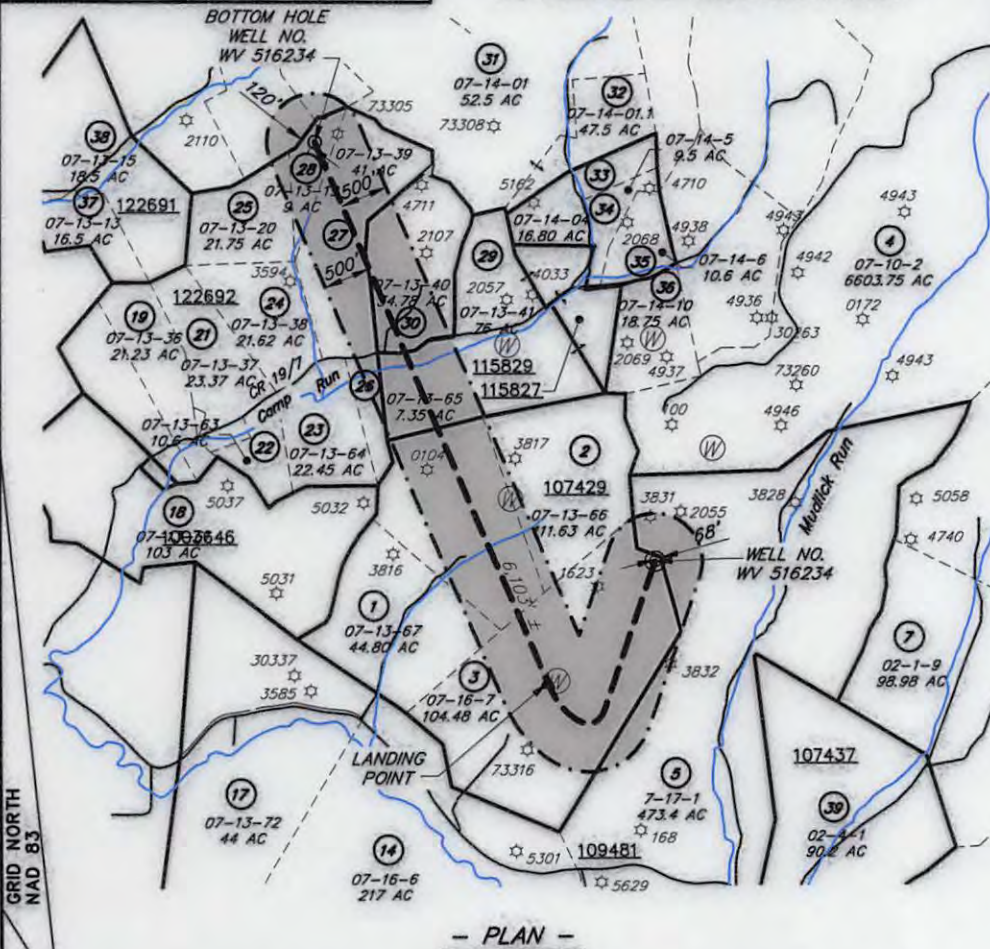 BOTTOM HOLE
WELL NO.
WV 516234
120'
73305
31
07-14-01
52.5 AC
73308
32
07-14-01.1
47.5 AC
07-14-5
9.5 AC
38
07-13-15
18.5 AC
2110
28
07-13-39
41 AC
9 AC
500'
33
4710
5162
4943
37
07-13-13
16.5 AC
122691
25
07-13-20
21.75 AC
27
4711
34
07-14-04
16.80 AC
2068
4938
4943
4
07-10-2
6603.75 AC
2107
29
35
07-14-6
10.6 AC
4942
3594
500'
4033
2057
36
07-14-10
18.75 AC
4936
0172
122692
24
07-13-38
21.62 AC
07-13-40
34.78 AC
30
07-13-41
76 AC
W
W
30263
19
07-13-36
21.23 AC
21
07-13-37
23.37 AC
2069
4937
4943
CR 19/7
Camp Run
26
115829
115827
73260
07-13-65
7.35 AC
100
4946
07-13-63
10.6 AC
22
23
07-13-64
22.45 AC
0104
3817
2
W
107429
W
Mudlick Run
5037
5032
3831
2055
3828
5058
18
103 AC
07-13-66
11.63 AC
68'
4740
WELL NO.
WV 516234
3816
1623
5031
6103' ±
1
07-13-67
44.80 AC
7
02-1-9
98.98 AC
30337
3585
3
07-16-7
104.48 AC
W
3832
LANDING
POINT
73316
107437
17
07-13-72
44 AC
5
7-17-1
473.4 AC
39
90.2 AC
168
14
07-16-6
217 AC
5301
109481
5629
GRID NORTH
NAD 83
- PLAN -